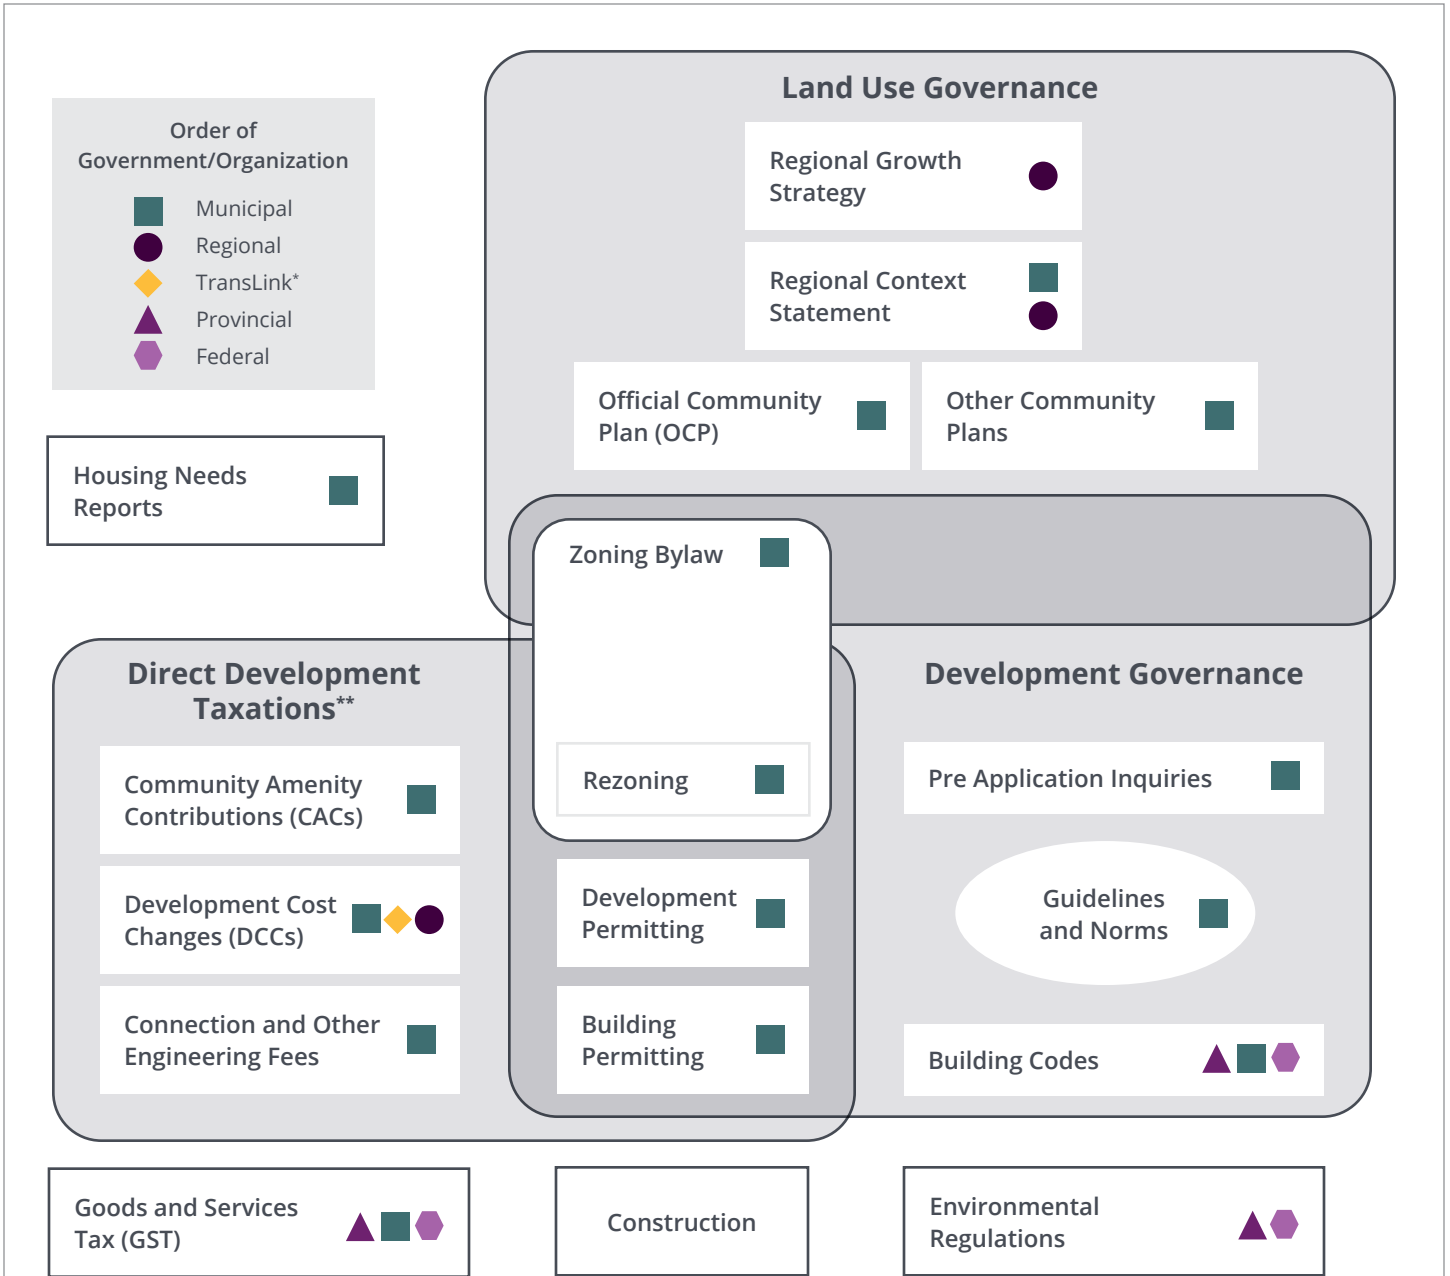 Land Use Governance
Order of
Government/Organization
Municipal
Regional
TransLink*
Provincial
Federal
Regional Growth
Strategy
Regional Context
Statement
Official Community
Plan (OCP)
Other Community
Plans
Housing Needs
Reports
Zoning Bylaw
Rezoning
Direct Development
Taxations**
Community Amenity
Contributions (CACs)
Development Cost
Changes (DCCs)
Connection and Other
Engineering Fees
Development
Permitting
Building
Permitting
Development Governance
Pre Application Inquiries
Guidelines
and Norms
Building Codes
Goods and Services
Tax (GST)
Construction
Environmental
Regulations